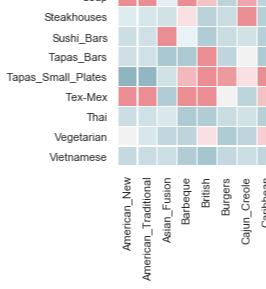 Steakhouses
Sushi_Bars
Tapas_Bars
Tapas_Small_Plates
Tex-Mex
Thai
Vegetarian
Vietnamese
American_New
American_Traditional
Asian_Fusion
Barbeque
British
Burgers
Cajun_Creole